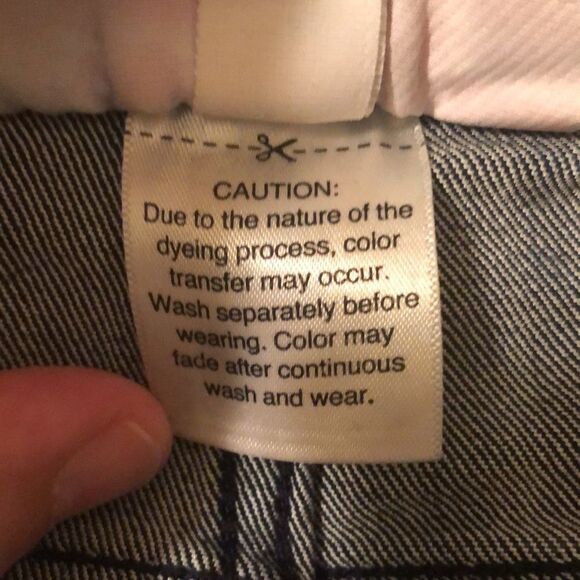 CAUTION:
Due to the nature of the
dyeing process, color
transfer may occur.
Wash separately before
wearing. Color may
fade after continuous
wash and wear.